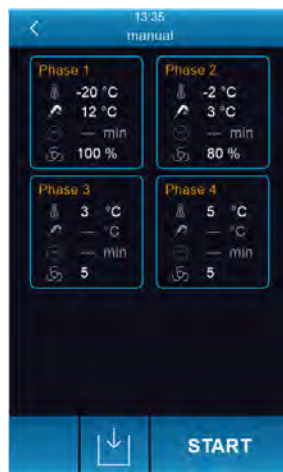 13:35
manual
Phase 1
-20 °C
12 °C
— min
100 %
Phase 2
-2 °C
3 °C
— min
80 %
Phase 3
3 °C
— °C
— min
5
Phase 4
5 °C
— °C
— min
5
START